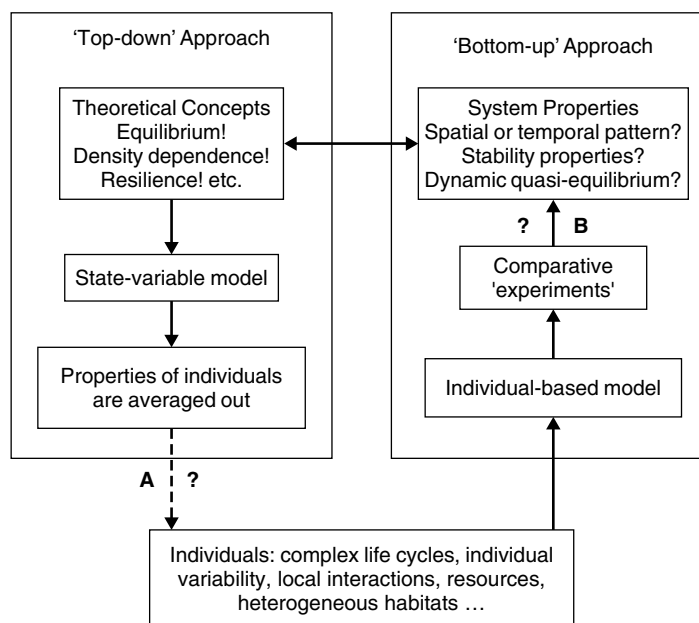 ‘Top-down’ Approach
Theoretical Concepts
Equilibrium!
Density dependence!
Resilience! etc.
State-variable model
Properties of individuals
are averaged out
A ?
‘Bottom-up’ Approach
System Properties
Spatial or temporal pattern?
Stability properties?
Dynamic quasi-equilibrium?
? B
Comparative
'experiments'
Individual-based model
Individuals: complex life cycles, individual
variability, local interactions, resources,
heterogeneous habitats …